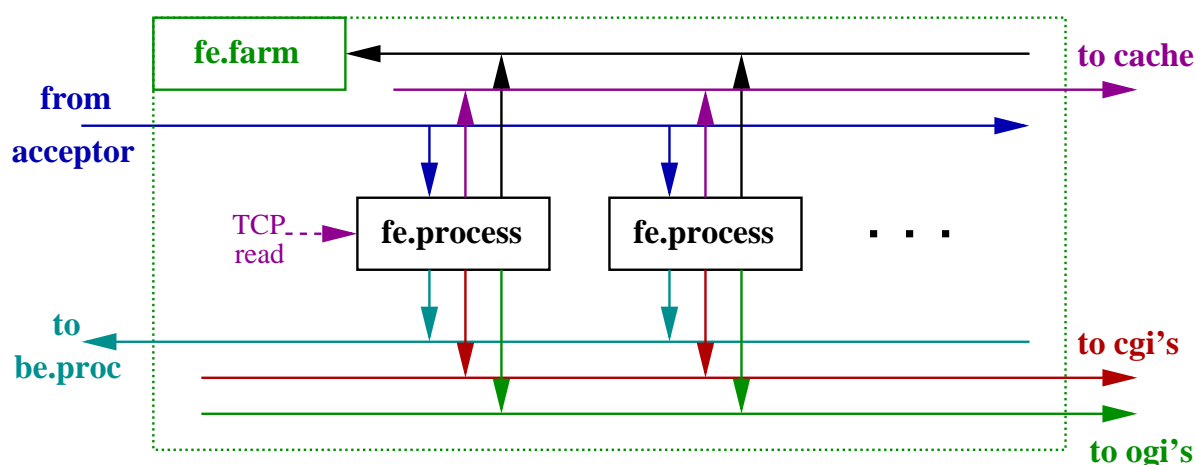 fe.farm
to cache
from
acceptor
TCP
read
fe.process
fe.process
. . .
to
be.proc
to cgi's
to ogi's